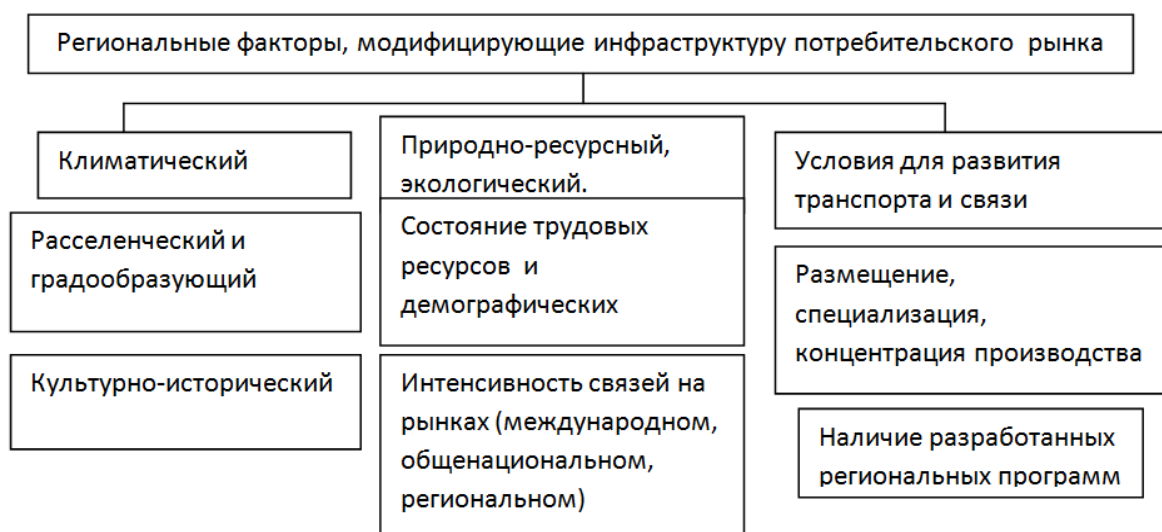 Региональные факторы, модифицирующие инфраструктуру потребительского рынка
Климатический
Расселенческий и
градообразующий
Культурно-исторический
Природно-ресурсный,
экологический.
Состояние трудовых
ресурсов и
демографических
Интенсивность связей на
рынках (международном,
общенациональном,
региональном)
Условия для развития
транспорта и связи
Размещение,
специализация,
концентрация производства
Наличие разработанных
региональных программ